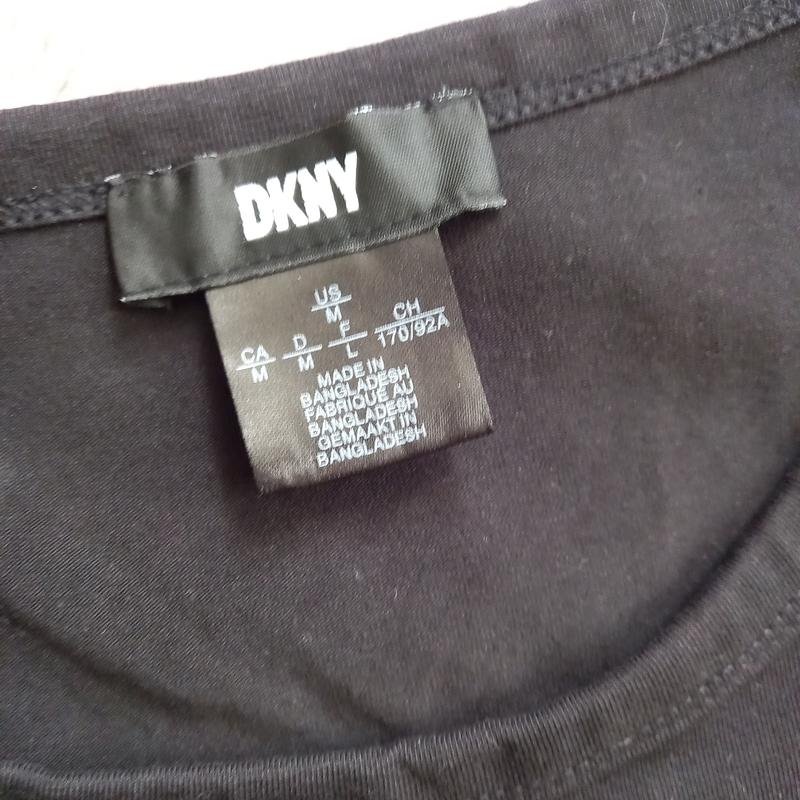 DKNY
US
M
CA D F CH
M M L 170/92A
MADE IN
BANGLADESH
FABRIQUE AU
BANGLADESH
GEMAAKT IN
BANGLADESH